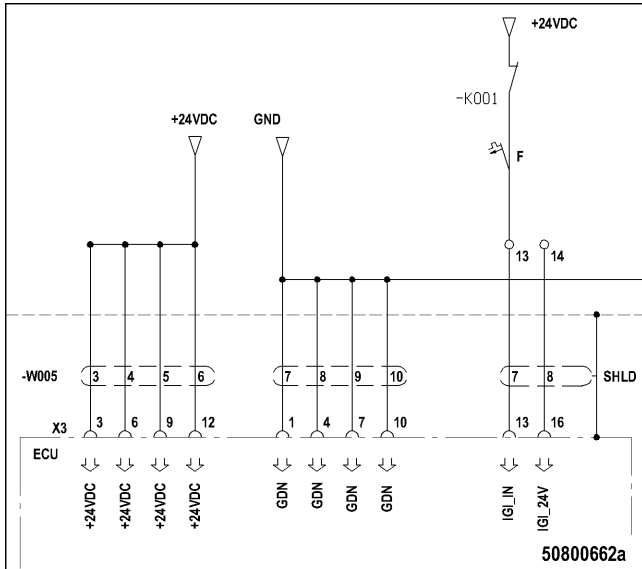 +24VDC
-K001
+24VDC GND
F
13 14
-W005 3 4 5 6 7 8 9 10 7 8 SHLD
X3 3 6 9 12 1 4 7 10 13 16
ECU
+24VDC +24VDC +24VDC +24VDC GDN GDN GDN GDN IGI_IN IGI_24V
50800662a